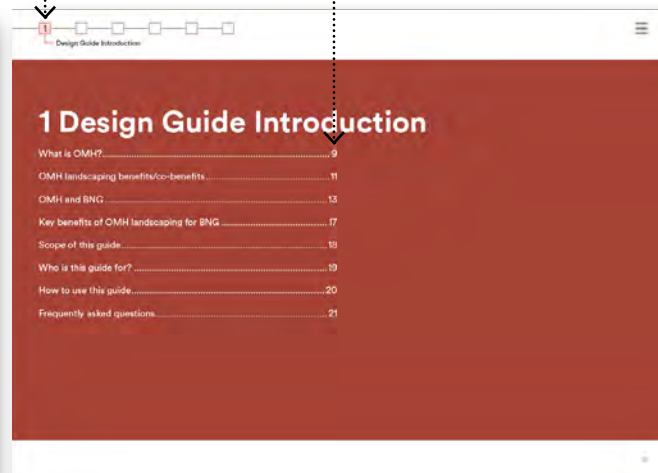 1
Design Guide Introduction
1 Design Guide Introduction
What is OMH? 9
OMH landscaping benefits/co-benefits 11
OMH and BNG 13
Key benefits of OMH landscaping for BNG 17
Scope of this guide 18
Who is this guide for? 19
How to use this guide 20
Frequently asked questions 21